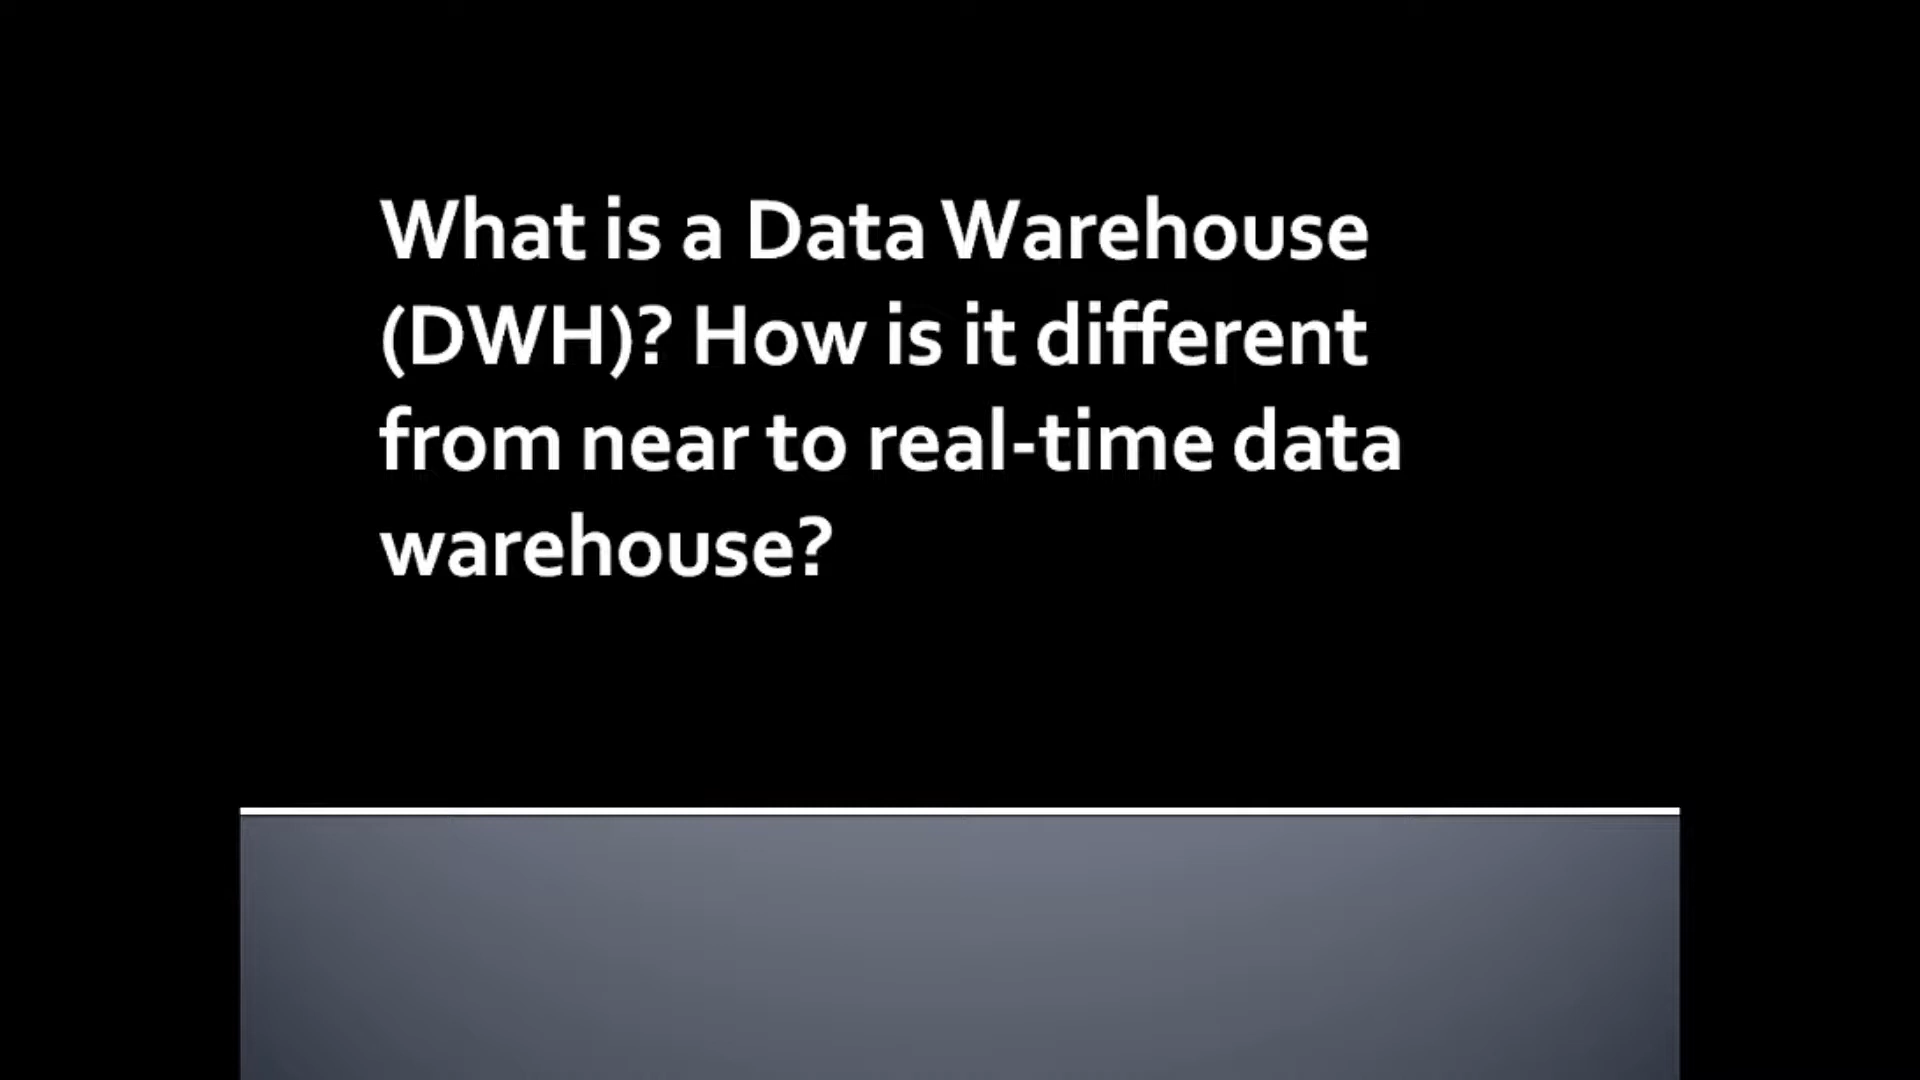 What is a Data Warehouse
(DWH)? How is it different
from near to real-time data
warehouse?